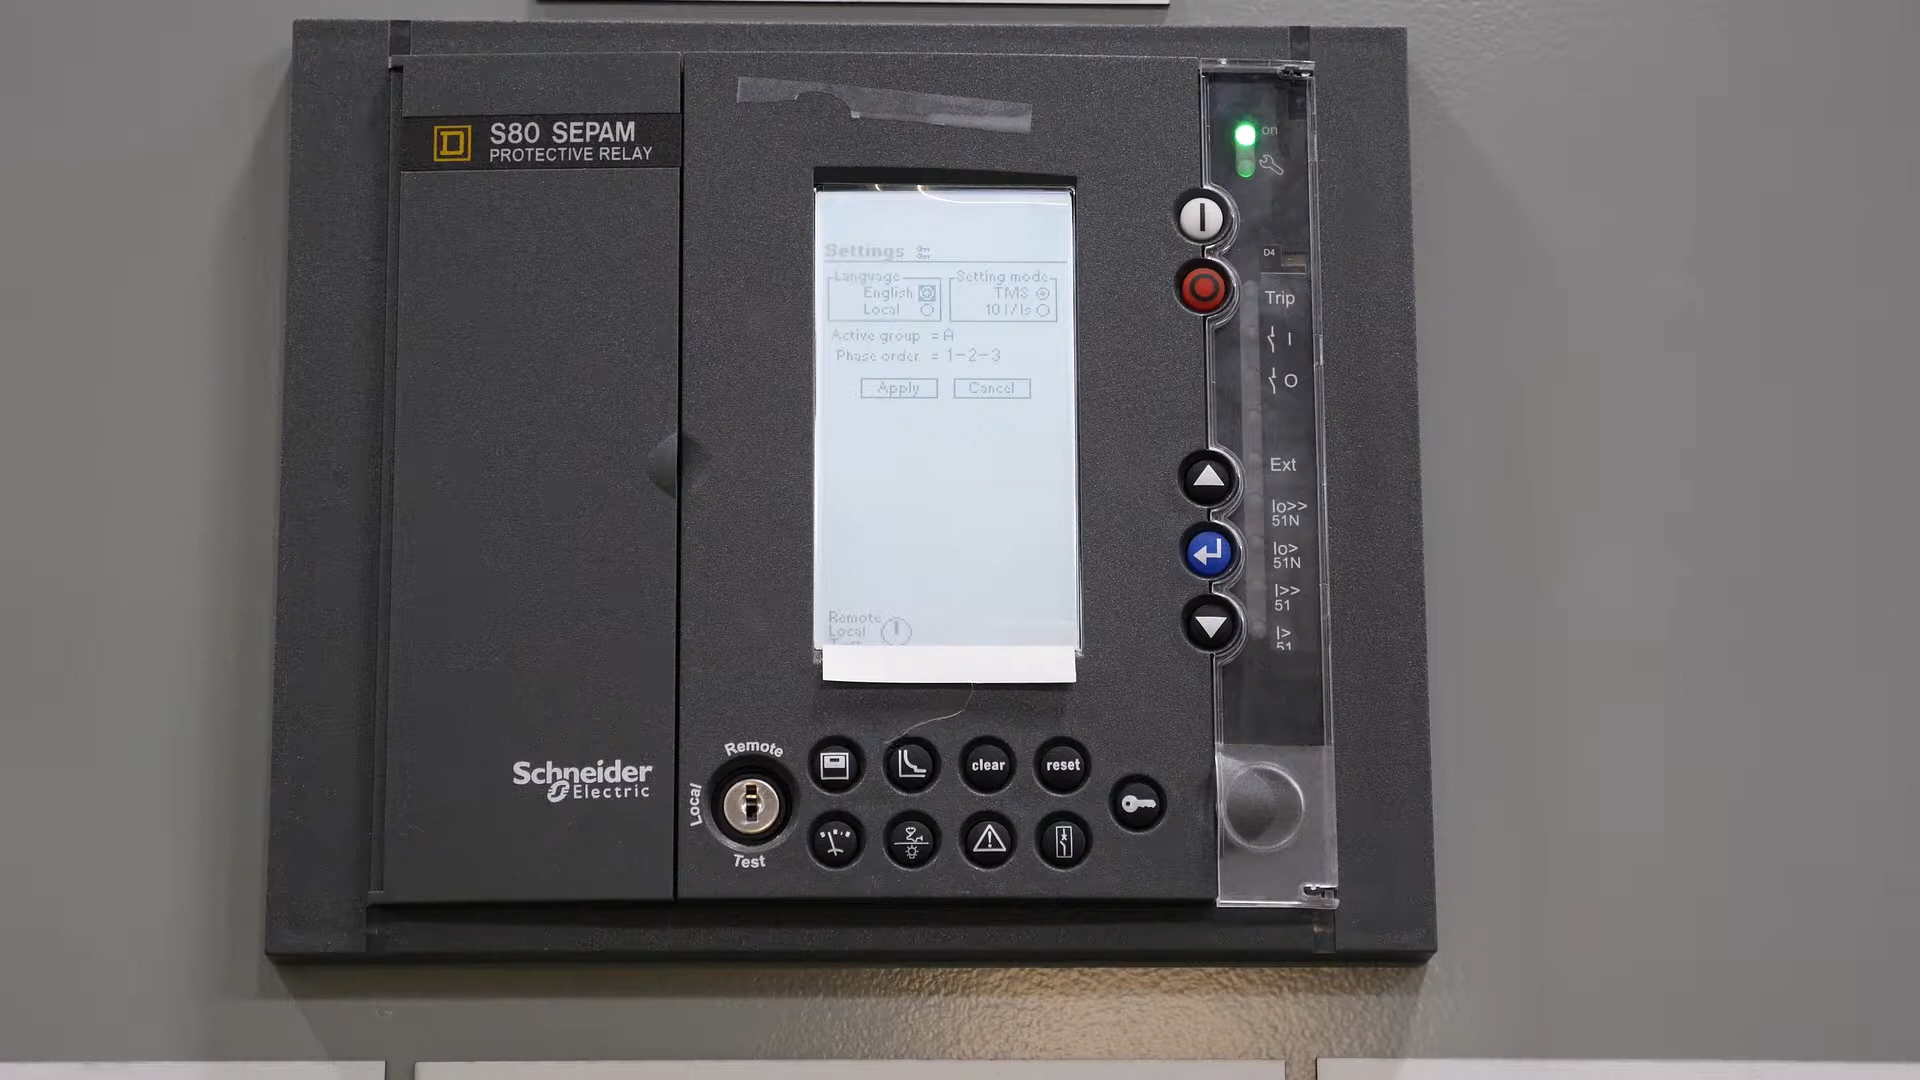 S80 SEPAM
PROTECTIVE RELAY
Settings
Language
English
Local
Setting mode
TMS
10 I/Is
Active group = A
Phase order = 1-2-3
Apply
Cancel
Remote
Local
Test
on
D4
Trip
I
O
Ext
Io>>
51N
Io>
51N
I>>
51
I>
51
Schneider
Electric
Remote
Local
Test
clear
reset